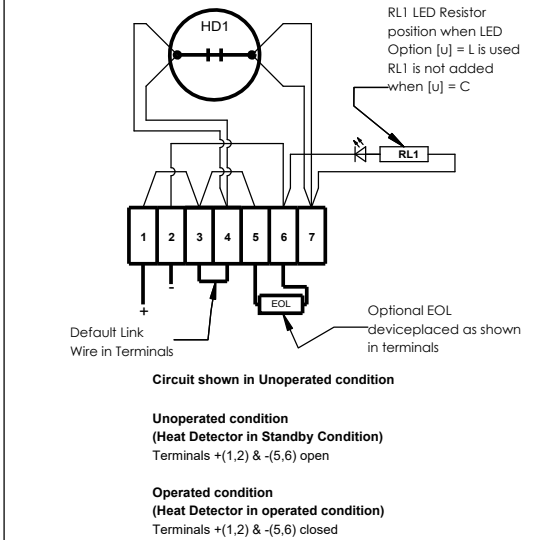 HD1
RL1 LED Resistor
position when LED
Option [u] = L is used
RL1 is not added
when [u] = C
RL1
1 2 3 4 5 6 7
+
-
EOL
Default Link
Wire in Terminals
Optional EOL
deviceplaced as shown
in terminals
Circuit shown in Unoperated condition
Unoperated condition
(Heat Detector in Standby Condition)
Terminals +(1,2) & -(5,6) open
Operated condition
(Heat Detector in operated condition)
Terminals +(1,2) & -(5,6) closed